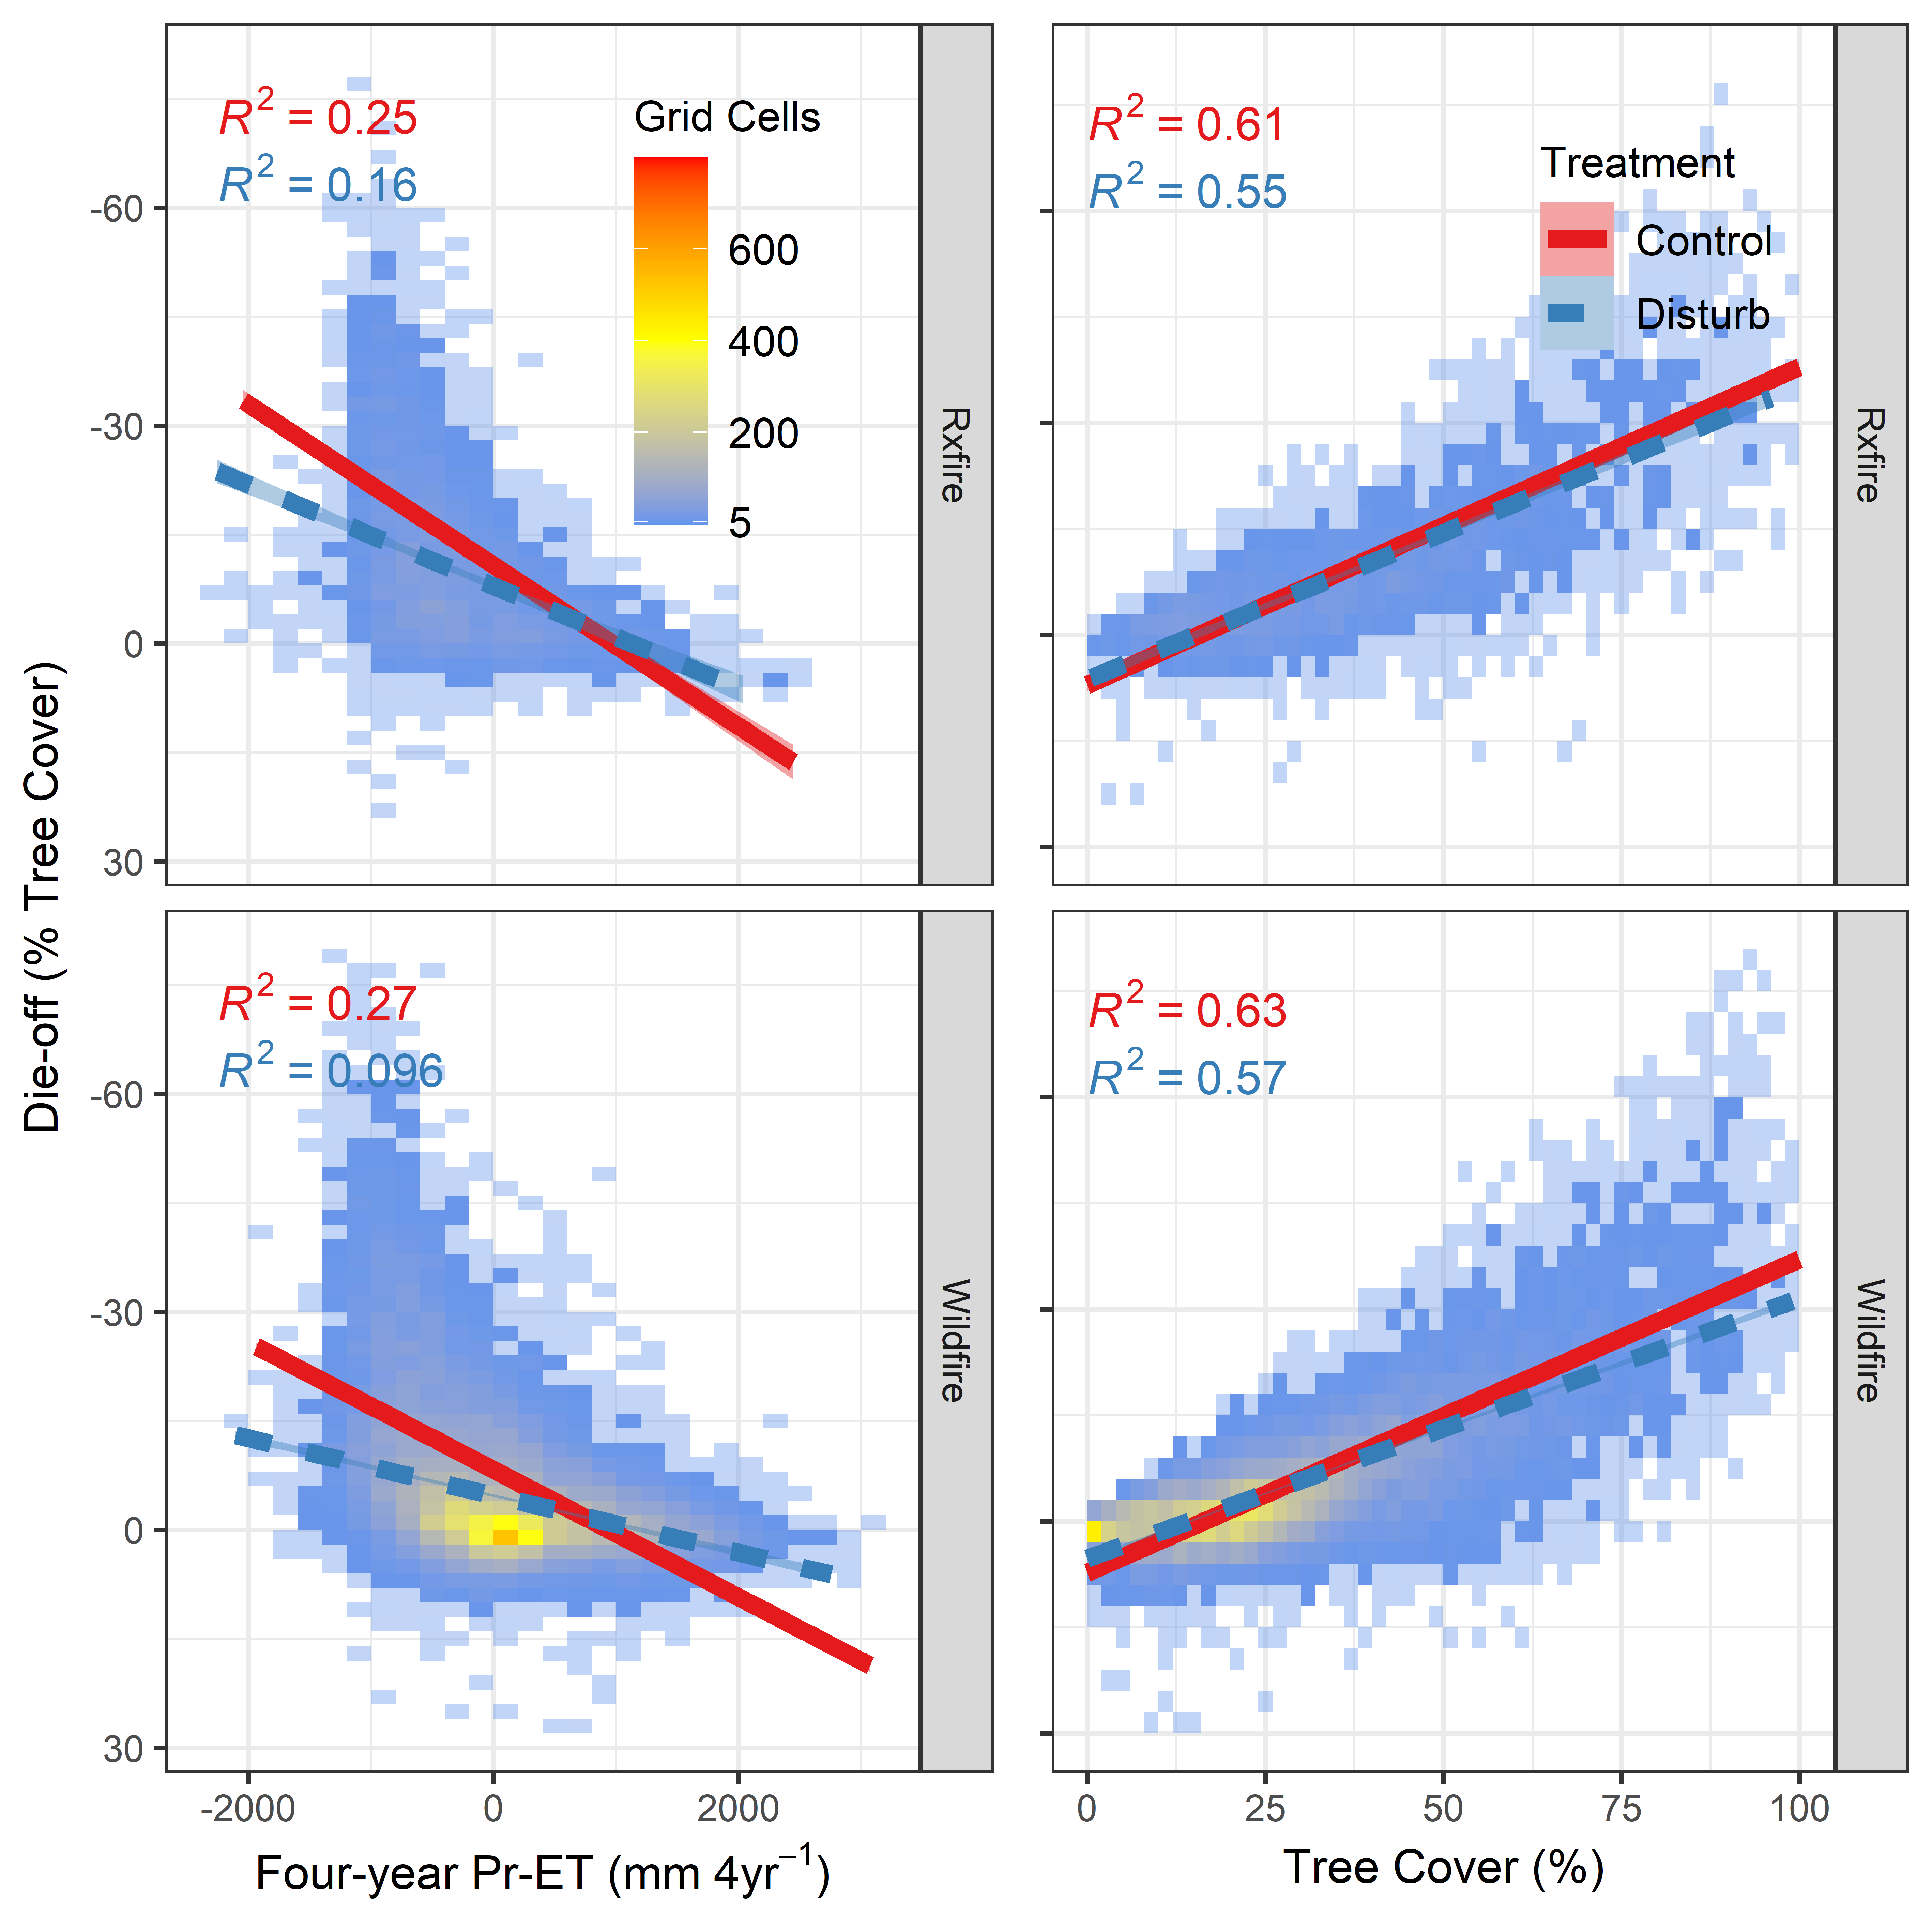 R² = 0.25
R² = 0.16
Grid Cells
600
400
200
5
-60
-30
0
30
Rxfire
R² = 0.61
R² = 0.55
Treatment
Control
Disturb
Rxfire
Die-off (% Tree Cover)
R² = 0.27
R² = 0.096
-60
-30
0
30
Wildfire
R² = 0.63
R² = 0.57
Wildfire
-2000 0 2000
0 25 50 75 100
Four-year Pr-ET (mm 4yr⁻¹)
Tree Cover (%)